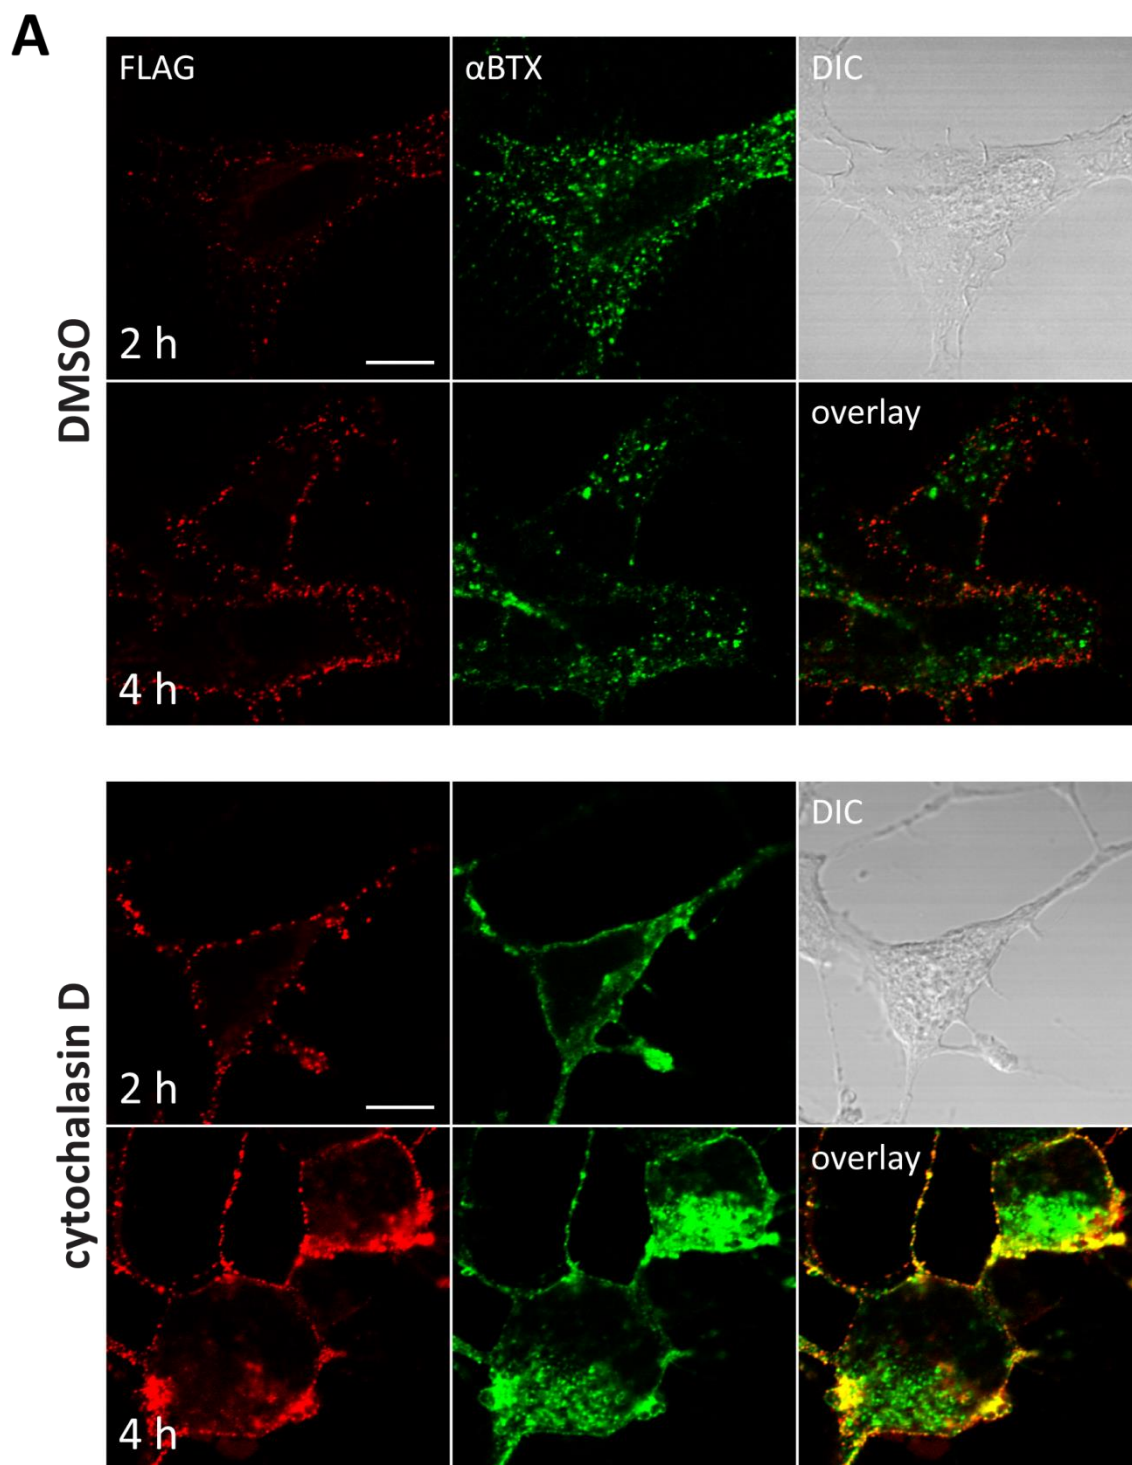 A
DMSO
FLAG
αBTX
DIC
2 h
overlay
4 h
cytochalasin D
DIC
2 h
overlay
4 h